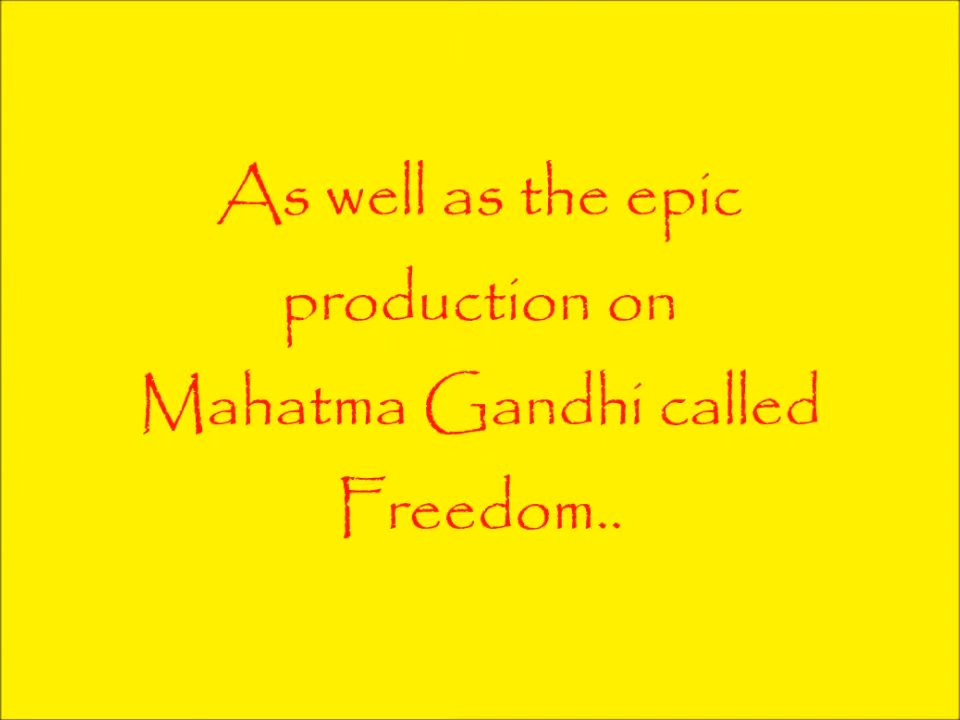 As well as the epic
production on
Mahatma Gandhi called
Freedom..